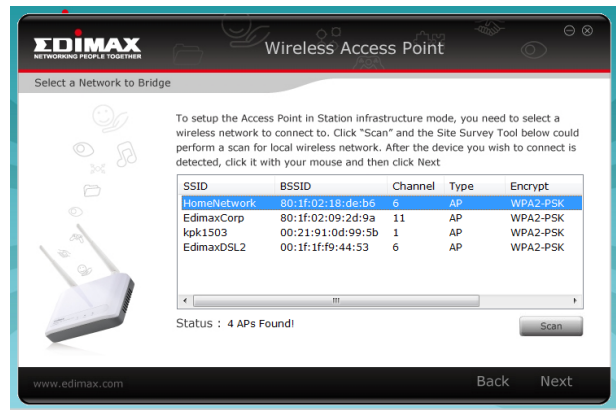 EDIMAX
NETWORKING PEOPLE TOGETHER
Wireless Access Point
Select a Network to Bridge
To setup the Access Point in Station infrastructure mode, you need to select a
wireless network to connect to. Click "Scan" and the Site Survey Tool below could
perform a scan for local wireless network. After the device you wish to connect is
detected, click it with your mouse and then click Next
SSID BSSID Channel Type Encrypt
HomeNetwork 80:1f:02:18:de:b6 6 AP WPA2-PSK
EdimaxCorp 80:1f:02:09:2d:9a 11 AP WPA2-PSK
kpk1503 00:21:91:0d:99:5b 1 AP WPA2-PSK
EdimaxDSL2 00:1f:1f:f9:44:53 6 AP WPA2-PSK
Status : 4 APs Found!
Scan
www.edimax.com
Back Next